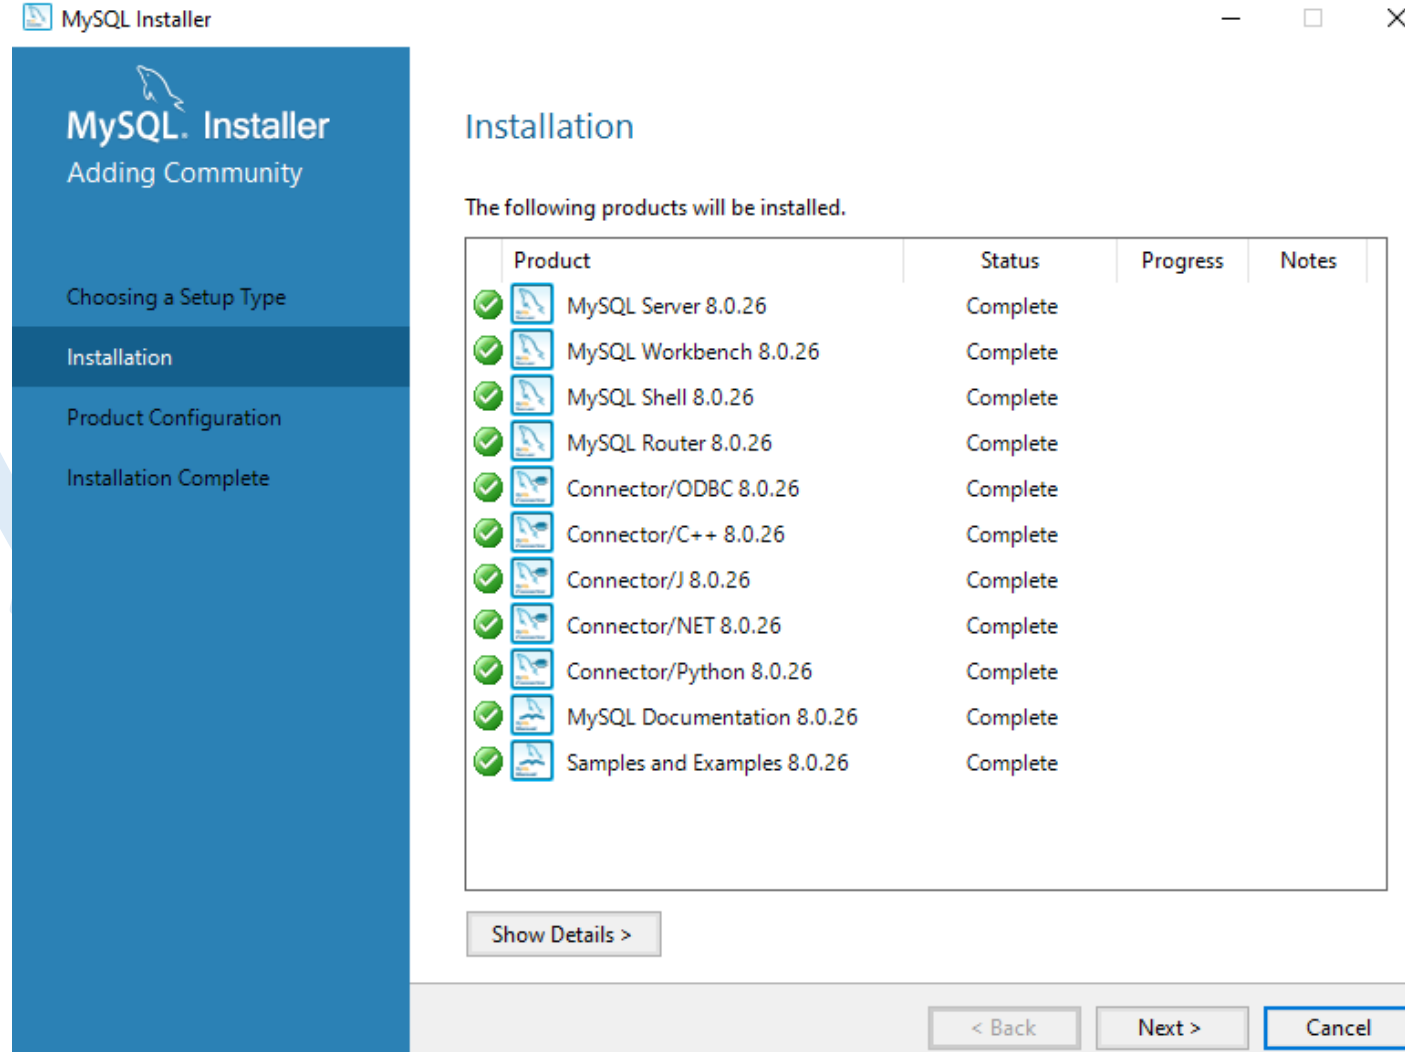 MySQL Installer
MySQL. Installer
Adding Community
Choosing a Setup Type
Installation
Product Configuration
Installation Complete
Installation
The following products will be installed.
Product Status Progress Notes
MySQL Server 8.0.26 Complete
MySQL Workbench 8.0.26 Complete
MySQL Shell 8.0.26 Complete
MySQL Router 8.0.26 Complete
Connector/ODBC 8.0.26 Complete
Connector/C++ 8.0.26 Complete
Connector/J 8.0.26 Complete
Connector/NET 8.0.26 Complete
Connector/Python 8.0.26 Complete
MySQL Documentation 8.0.26 Complete
Samples and Examples 8.0.26 Complete
Show Details >
< Back Next > Cancel